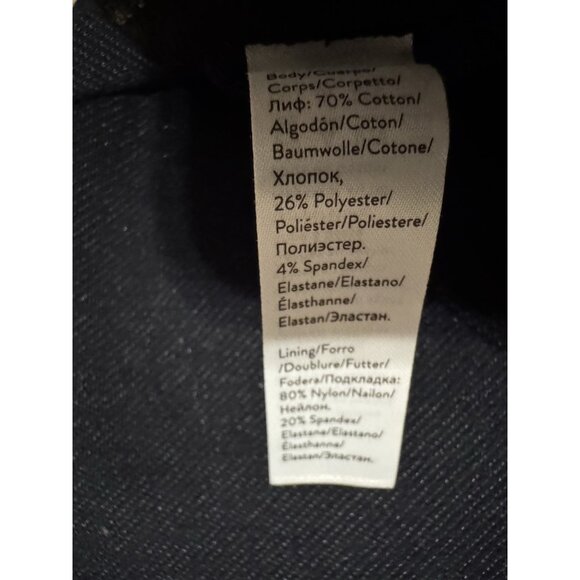 Body/Cuerpo/
Corps/Corpetto/
Лиф: 70% Cotton/
Algodón/Coton/
Baumwolle/Cotone/
Хлопок,
26% Polyester/
Poliéster/Poliestere/
Полиэстер.
4% Spandex/
Elastane/Elastano/
Élasthanne/
Elastan/Эластан.
Lining/Forro
/Doublure/Futter/
Fodera/Подкладка:
80% Nylon/Nailon/
Нейлон.
20% Spandex/
Elastane/Elastano/
Élasthanne/
Elastan/Эластан.